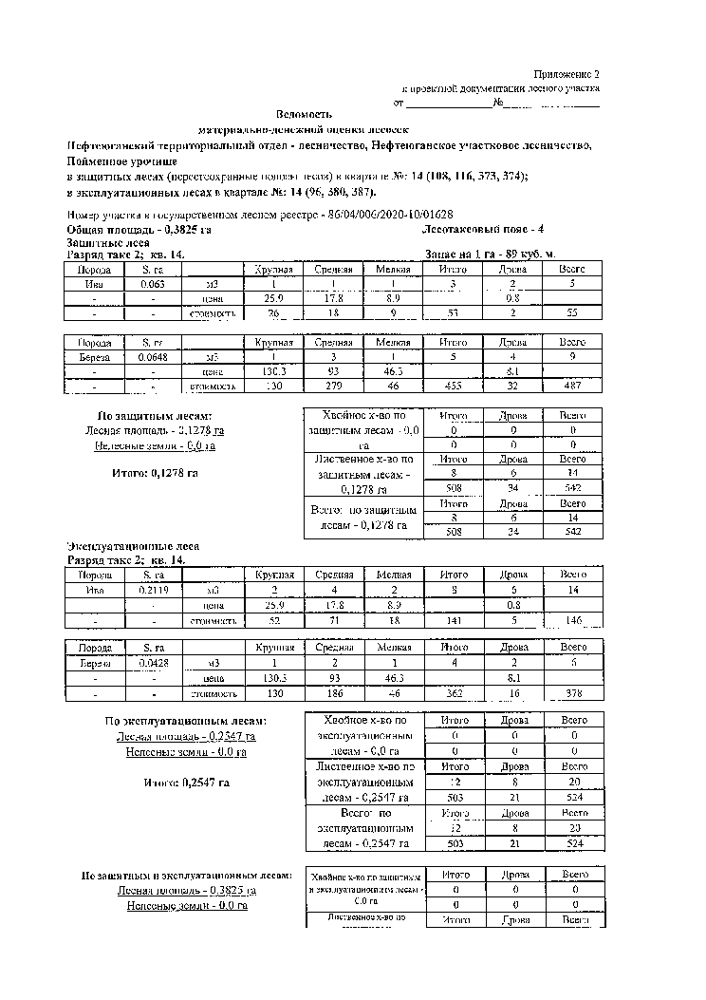 Приложение 2
к проектной документации лесного участка
от _________________№___________________
Ведомость
материально-денежной оценки лесосек
Нефтеюганский территориальный отдел - лесничество, Нефтеюганское участковое лесничество,
Пойменное урочище
в защитных лесах (нерестоохранные полосы лесов) в квартале №: 14 (108, 116, 373, 374);
в эксплуатационных лесах в квартале №: 14 (96, 380, 387).
Номер участка в государственном лесном реестре - 86/04/006/2020-10/01628
Общая площадь - 0,3825 га Лесотаксовый пояс - 4
Защитные леса
Разряд такс 2; кв. 14. Запас на 1 га - 89 куб. м.
Порода S, га Крупная Средняя Мелкая Итого Дрова Всего
Ива 0.063 м3 1 1 1 3 2 5
- - цена 25.9 17.8 8.9 0.8
- - стоимость 26 18 9 53 2 55
Порода S, га Крупная Средняя Мелкая Итого Дрова Всего
Береза 0.0648 м3 1 3 1 5 4 9
- - цена 130.3 93 46.3 8.1
- - стоимость 130 279 46 455 32 487
По защитным лесам:
Лесная площадь - 0,1278 га
Нелесные земли - 0,0 га
Итого: 0,1278 га
Хвойное х-во по защитным лесам - 0,0 га Итого Дрова Всего
0 0 0
0 0 0
Лиственное х-во по защитным лесам - 0,1278 га Итого Дрова Всего
8 6 14
508 34 542
Всего: по защитным лесам - 0,1278 га Итого Дрова Всего
8 6 14
508 34 542
Эксплуатационные леса
Разряд такс 2; кв. 14.
Порода S, га Крупная Средняя Мелкая Итого Дрова Всего
Ива 0.2119 м3 2 4 2 8 6 14
- цена 25.9 17.8 8.9 0.8
- - стоимость 52 71 18 141 5 146
Порода S, га Крупная Средняя Мелкая Итого Дрова Всего
Береза 0.0428 м3 1 2 1 4 2 6
- - цена 130.3 93 46.3 8.1
- - стоимость 130 186 46 362 16 378
По эксплуатационным лесам:
Лесная площадь - 0,2547 га
Нелесные земли - 0,0 га
Итого: 0,2547 га
Хвойное х-во по эксплуатационным лесам - 0,0 га Итого Дрова Всего
0 0 0
0 0 0
Лиственное х-во по эксплуатационным лесам - 0,2547 га Итого Дрова Всего
12 8 20
503 21 524
Всего: по эксплуатационным лесам - 0,2547 га Итого Дрова Всего
12 8 20
503 21 524
По защитным и эксплуатационным лесам:
Лесная площадь - 0,3825 га
Нелесные земли - 0,0 га
Хвойное х-во по защитным и эксплуатационным лесам - 0,0 га Итого Дрова Всего
0 0 0
0 0 0
Лиственное х-во по Итого Дрова Всего